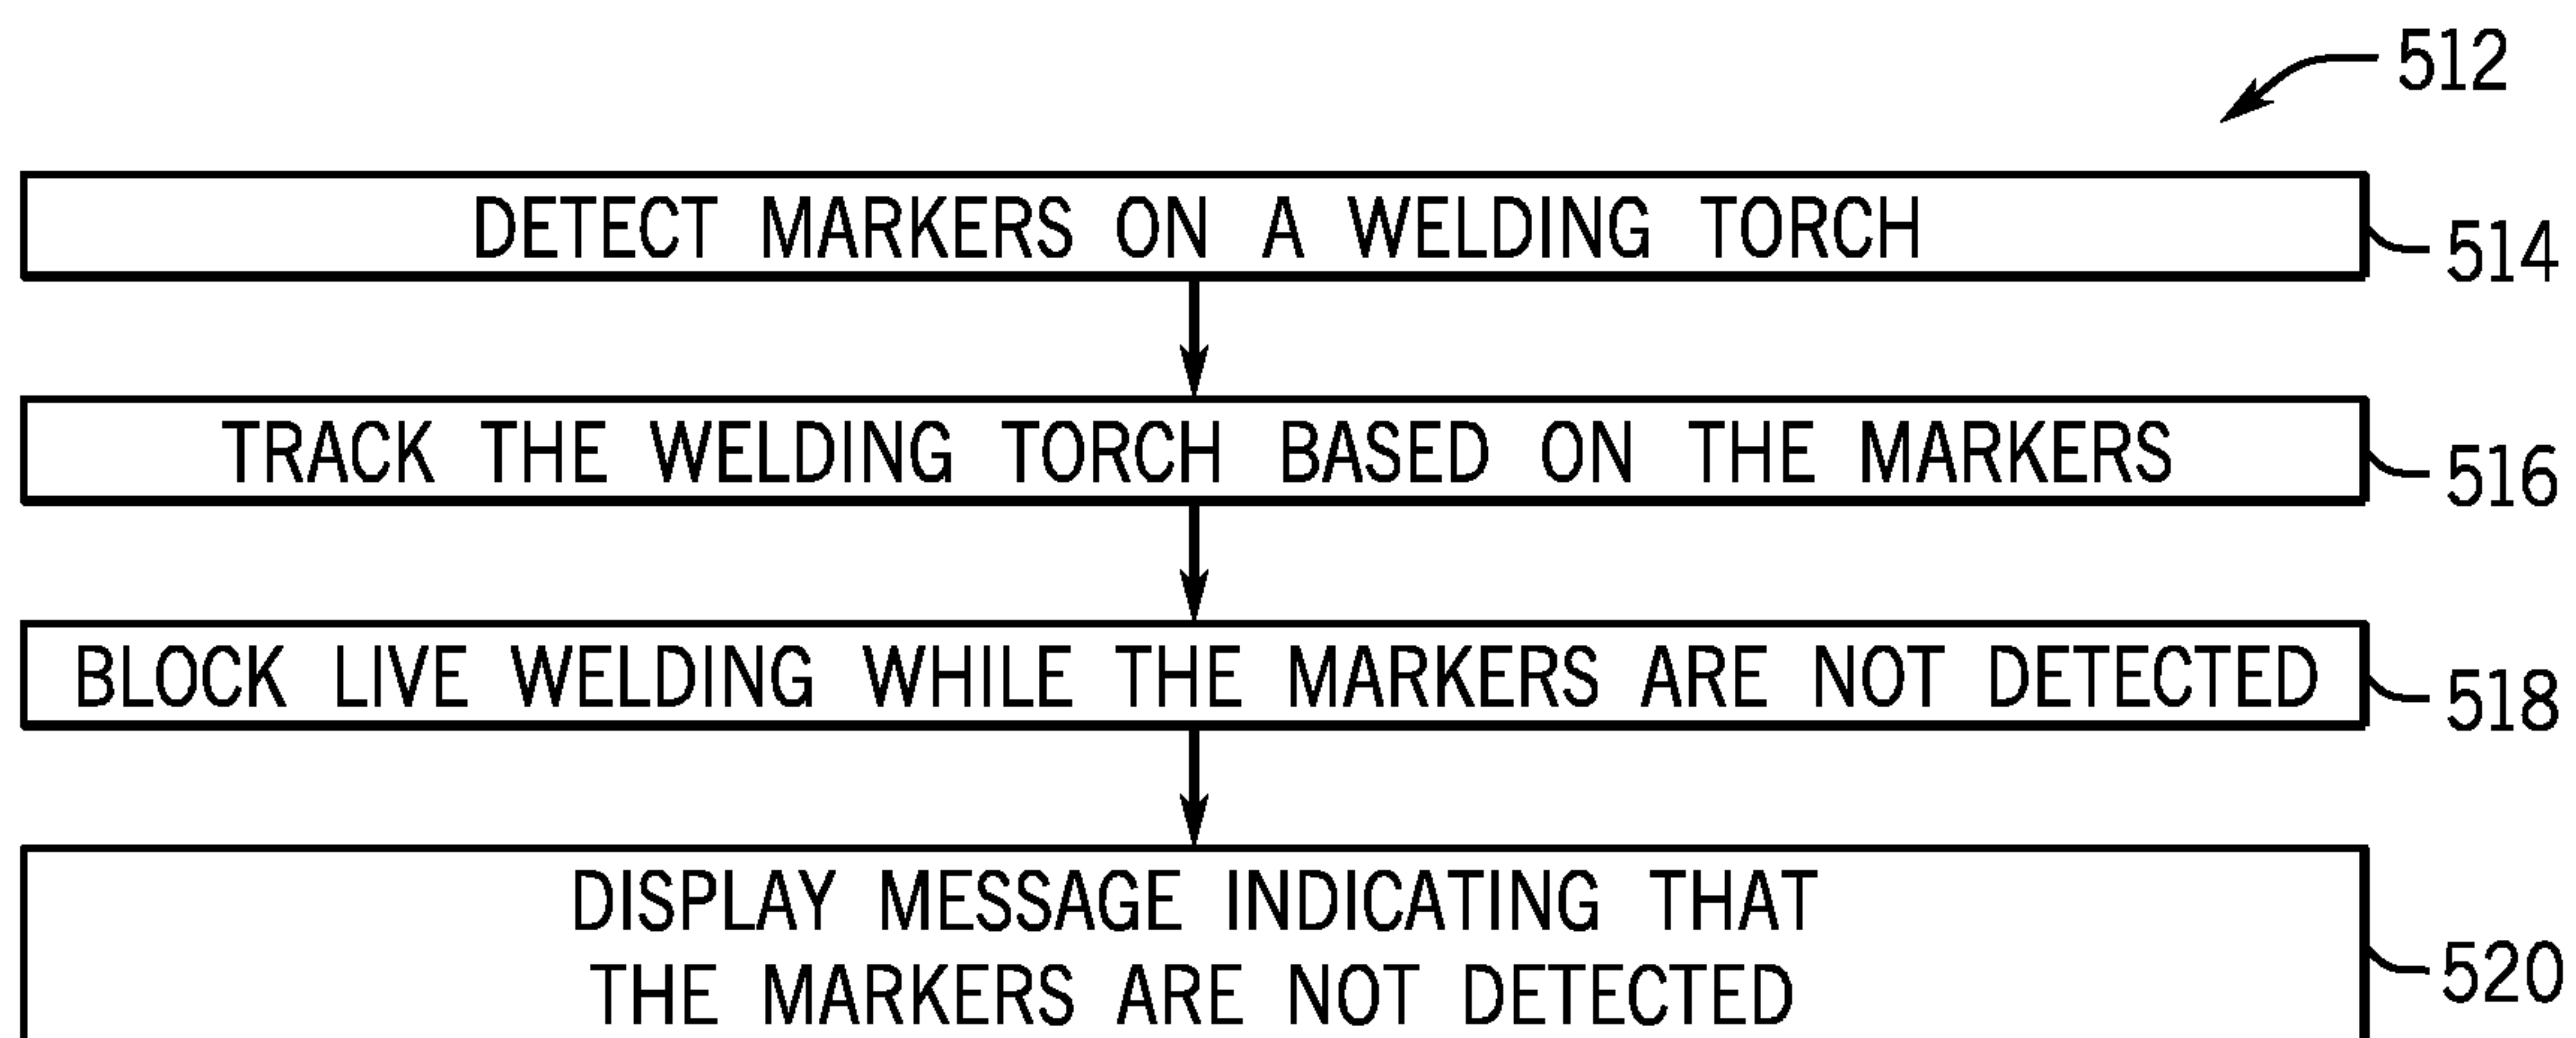 512
DETECT MARKERS ON A WELDING TORCH
514
TRACK THE WELDING TORCH BASED ON THE MARKERS
516
BLOCK LIVE WELDING WHILE THE MARKERS ARE NOT DETECTED
518
DISPLAY MESSAGE INDICATING THAT
THE MARKERS ARE NOT DETECTED
520